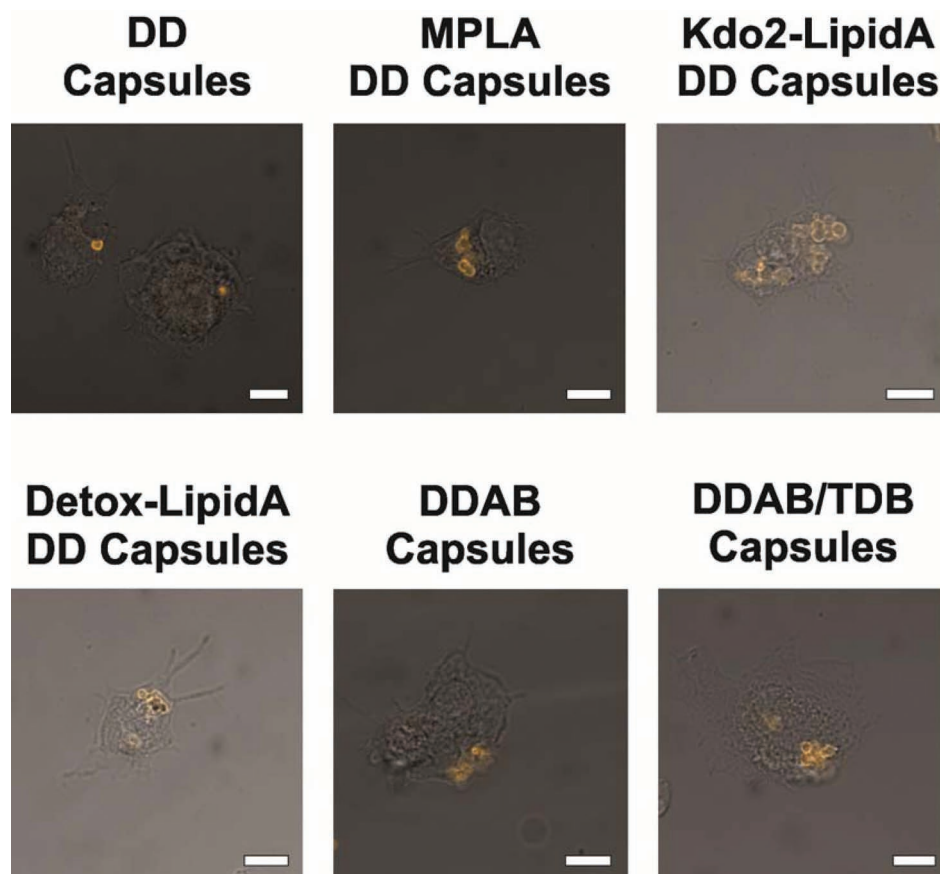 DD
Capsules
MPLA
DD Capsules
Kdo2-LipidA
DD Capsules
Detox-LipidA
DD Capsules
DDAB
Capsules
DDAB/TDB
Capsules